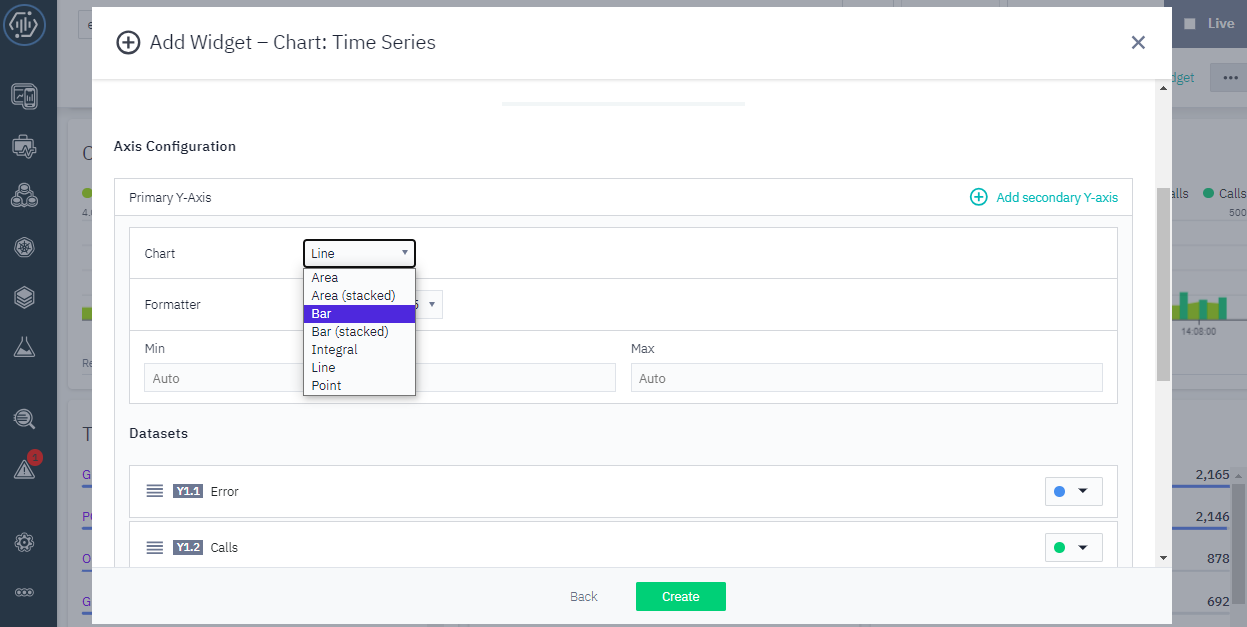 Add Widget – Chart: Time Series
Live
Axis Configuration
Primary Y-Axis
Add secondary Y-axis
Calls
500
Chart
Line
Area
Area (stacked)
Formatter
Bar
Bar (stacked)
14:08:00
Min
Integral
Max
Line
Auto
Auto
Point
Datasets
1
2,165
Y1.1 Error
2,146
Y1.2 Calls
878
692
Back
Create